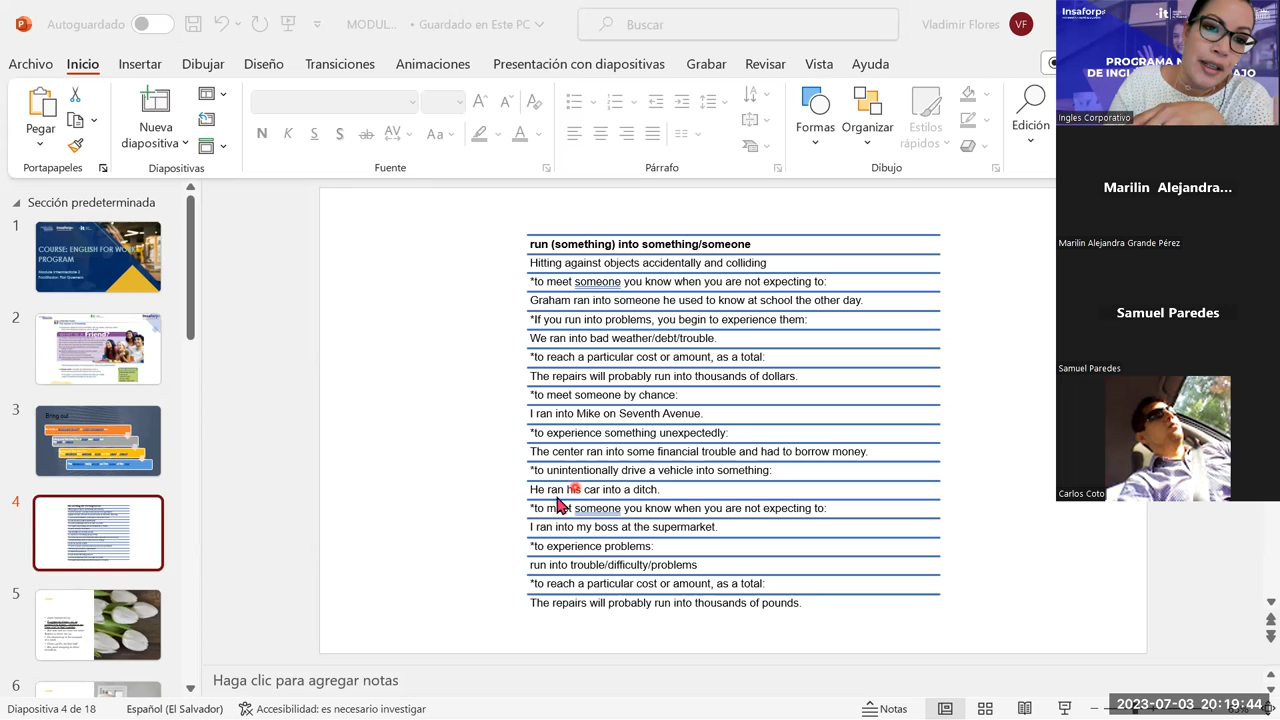 Autoguardado
• Guardado en Este PC
Buscar
Vladimir Flores
VF
Archivo
Inicio
Insertar
Dibujar
Diseño
Transiciones
Animaciones
Presentación con diapositivas
Grabar
Revisar
Vista
Ayuda
Pegar
Nueva
diapositiva
N K S S ab AV Aa A
Formas
Organizar
Estilos
rápidos
Edición
Portapapeles
Diapositivas
Fuente
Párrafo
Dibujo
Sección predeterminada
1
COURSE: ENGLISH FOR WORK
PROGRAM
2
3
Bring out
4
5
6
run (something) into something/someone
Hitting against objects accidentally and colliding
*to meet someone you know when you are not expecting to:
Graham ran into someone he used to know at school the other day.
*If you run into problems, you begin to experience them:
We ran into bad weather/debt/trouble.
*to reach a particular cost or amount, as a total:
The repairs will probably run into thousands of dollars.
*to meet someone by chance:
I ran into Mike on Seventh Avenue.
*to experience something unexpectedly:
The center ran into some financial trouble and had to borrow money.
*to unintentionally drive a vehicle into something:
He ran his car into a ditch.
*to meet someone you know when you are not expecting to:
I ran into my boss at the supermarket.
*to experience problems:
run into trouble/difficulty/problems
*to reach a particular cost or amount, as a total:
The repairs will probably run into thousands of pounds.
Haga clic para agregar notas
Diapositiva 4 de 18
Español (El Salvador)
Accesibilidad: es necesario investigar
Notas
2023-07-03 20:19:44
Insaforp
PROGRAMA
DE INGL
AJO
Ingles Corporativo
Marilin Alejandra...
Marilin Alejandra Grande Pérez
Samuel Paredes
Samuel Paredes
Carlos Coto